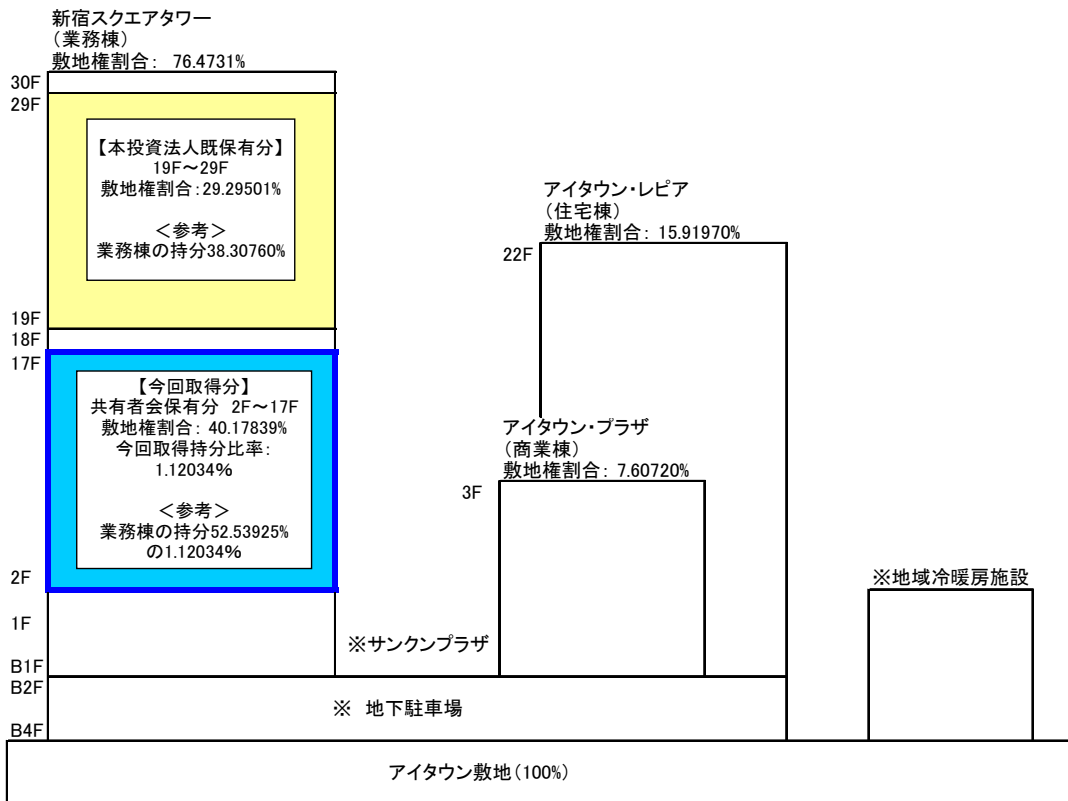 新宿スクエアタワー
(業務棟)
敷地権割合: 76.4731%
30F
29F
【本投資法人既保有分】
19F～29F
敷地権割合:29.29501%
＜参考＞
業務棟の持分38.30760%
19F
18F
17F
【今回取得分】
共有者会保有分 2F～17F
敷地権割合: 40.17839%
今回取得持分比率:
1.12034%
＜参考＞
業務棟の持分52.53925%
の1.12034%
2F
1F
B1F
B2F
B4F
アイタウン・レピア
(住宅棟)
敷地権割合: 15.91970%
22F
アイタウン・プラザ
(商業棟)
敷地権割合: 7.60720%
3F
※サンクンプラザ
※地域冷暖房施設
※ 地下駐車場
アイタウン敷地(100%)